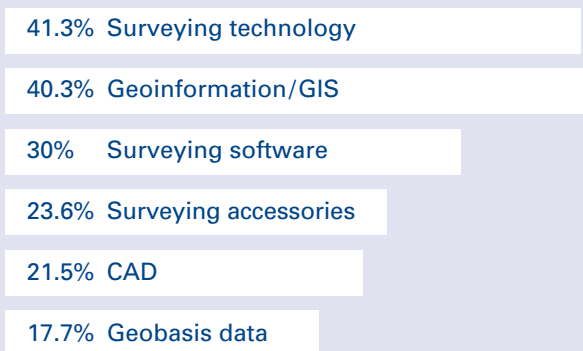 41.3% Surveying technology
40.3% Geoinformation/GIS
30% Surveying software
23.6% Surveying accessories
21.5% CAD
17.7% Geobasis data